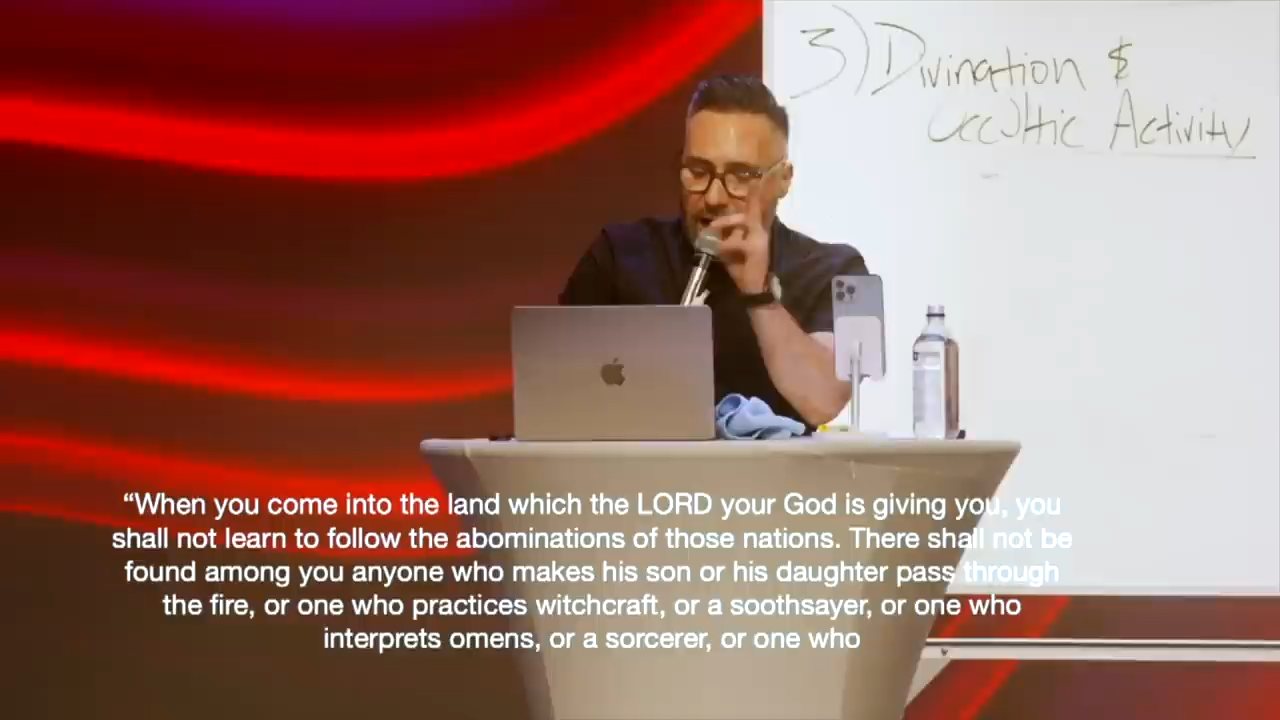 3) Divination &
Occultic Activity
“When you come into the land which the LORD your God is giving you, you
shall not learn to follow the abominations of those nations. There shall not be
found among you anyone who makes his son or his daughter pass through
the fire, or one who practices witchcraft, or a soothsayer, or one who
interprets omens, or a sorcerer, or one who